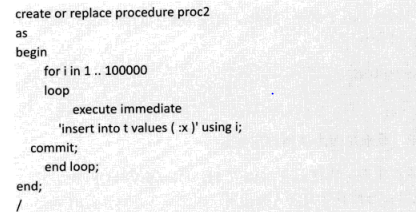 create or replace procedure proc2
as
begin
for i in 1 .. 100000
loop
execute immediate
'insert into t values ( :x )' using i;
commit;
end loop;
end;
/